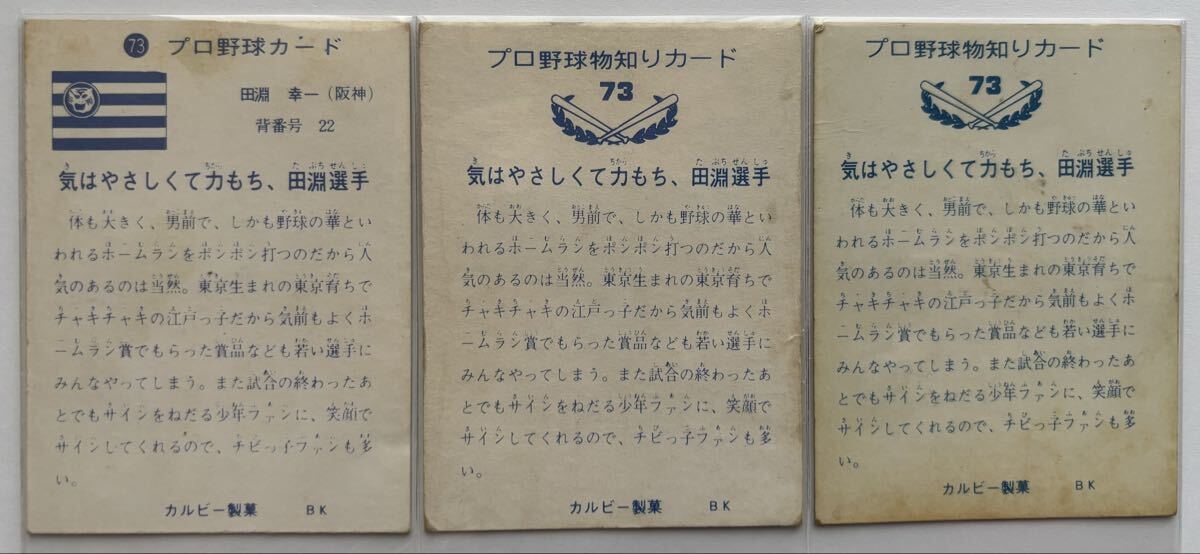 73 プロ野球カード
田淵 幸一(阪神)
背番号 22
気はやさしくて力もち、田淵選手
体も大きく、男前で、しかも野球の華とい
われるホームランをポンポン打つのだから人
気のあるのは当然。東京生まれの東京育ちで
チャキチャキの江戸っ子だから気前もよくホ
ームラン賞でもらった賞品なども若い選手に
みんなやってしまう。また試合の終わったあ
とでもサインをねだる少年ファンに、笑顔で
サインしてくれるので、チビっ子ファンも多
い。
カルビー製菓 BK
プロ野球物知りカード
73
気はやさしくて力もち、田淵選手
体も大きく、男前で、しかも野球の華とい
われるホームランをポンポン打つのだから人
気のあるのは当然。東京生まれの東京育ちで
チャキチャキの江戸っ子だから気前もよくホ
ームラン賞でもらった賞品なども若い選手に
みんなやってしまう。また試合の終わったあ
とでもサインをねだる少年ファンに、笑顔で
サインしてくれるので、チビっ子ファンも多
い。
カルビー製菓 BK
プロ野球物知りカード
73
気はやさしくて力もち、田淵選手
体も大きく、男前で、しかも野球の華とい
われるホームランをポンポン打つのだから人
気のあるのは当然。東京生まれの東京育ちで
チャキチャキの江戸っ子だから気前もよくホ
ームラン賞でもらった賞品なども若い選手に
みんなやってしまう。また試合の終わったあ
とでもサインをねだる少年ファンに、笑顔で
サインしてくれるので、チビっ子ファンも多
い。
カルビー製菓 BK